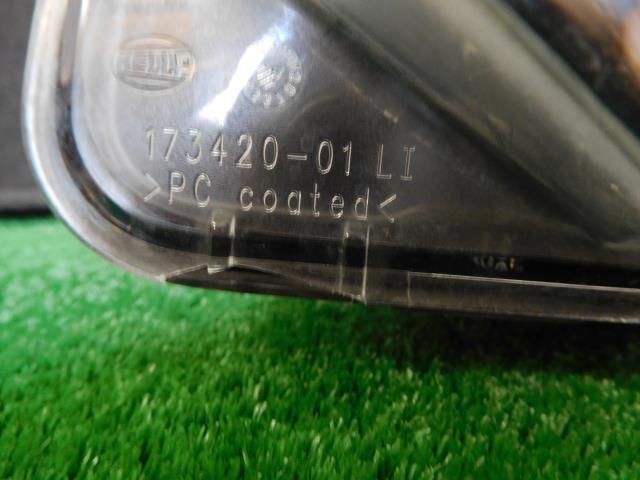 HELLA
173420-01 LI
>PC coated<